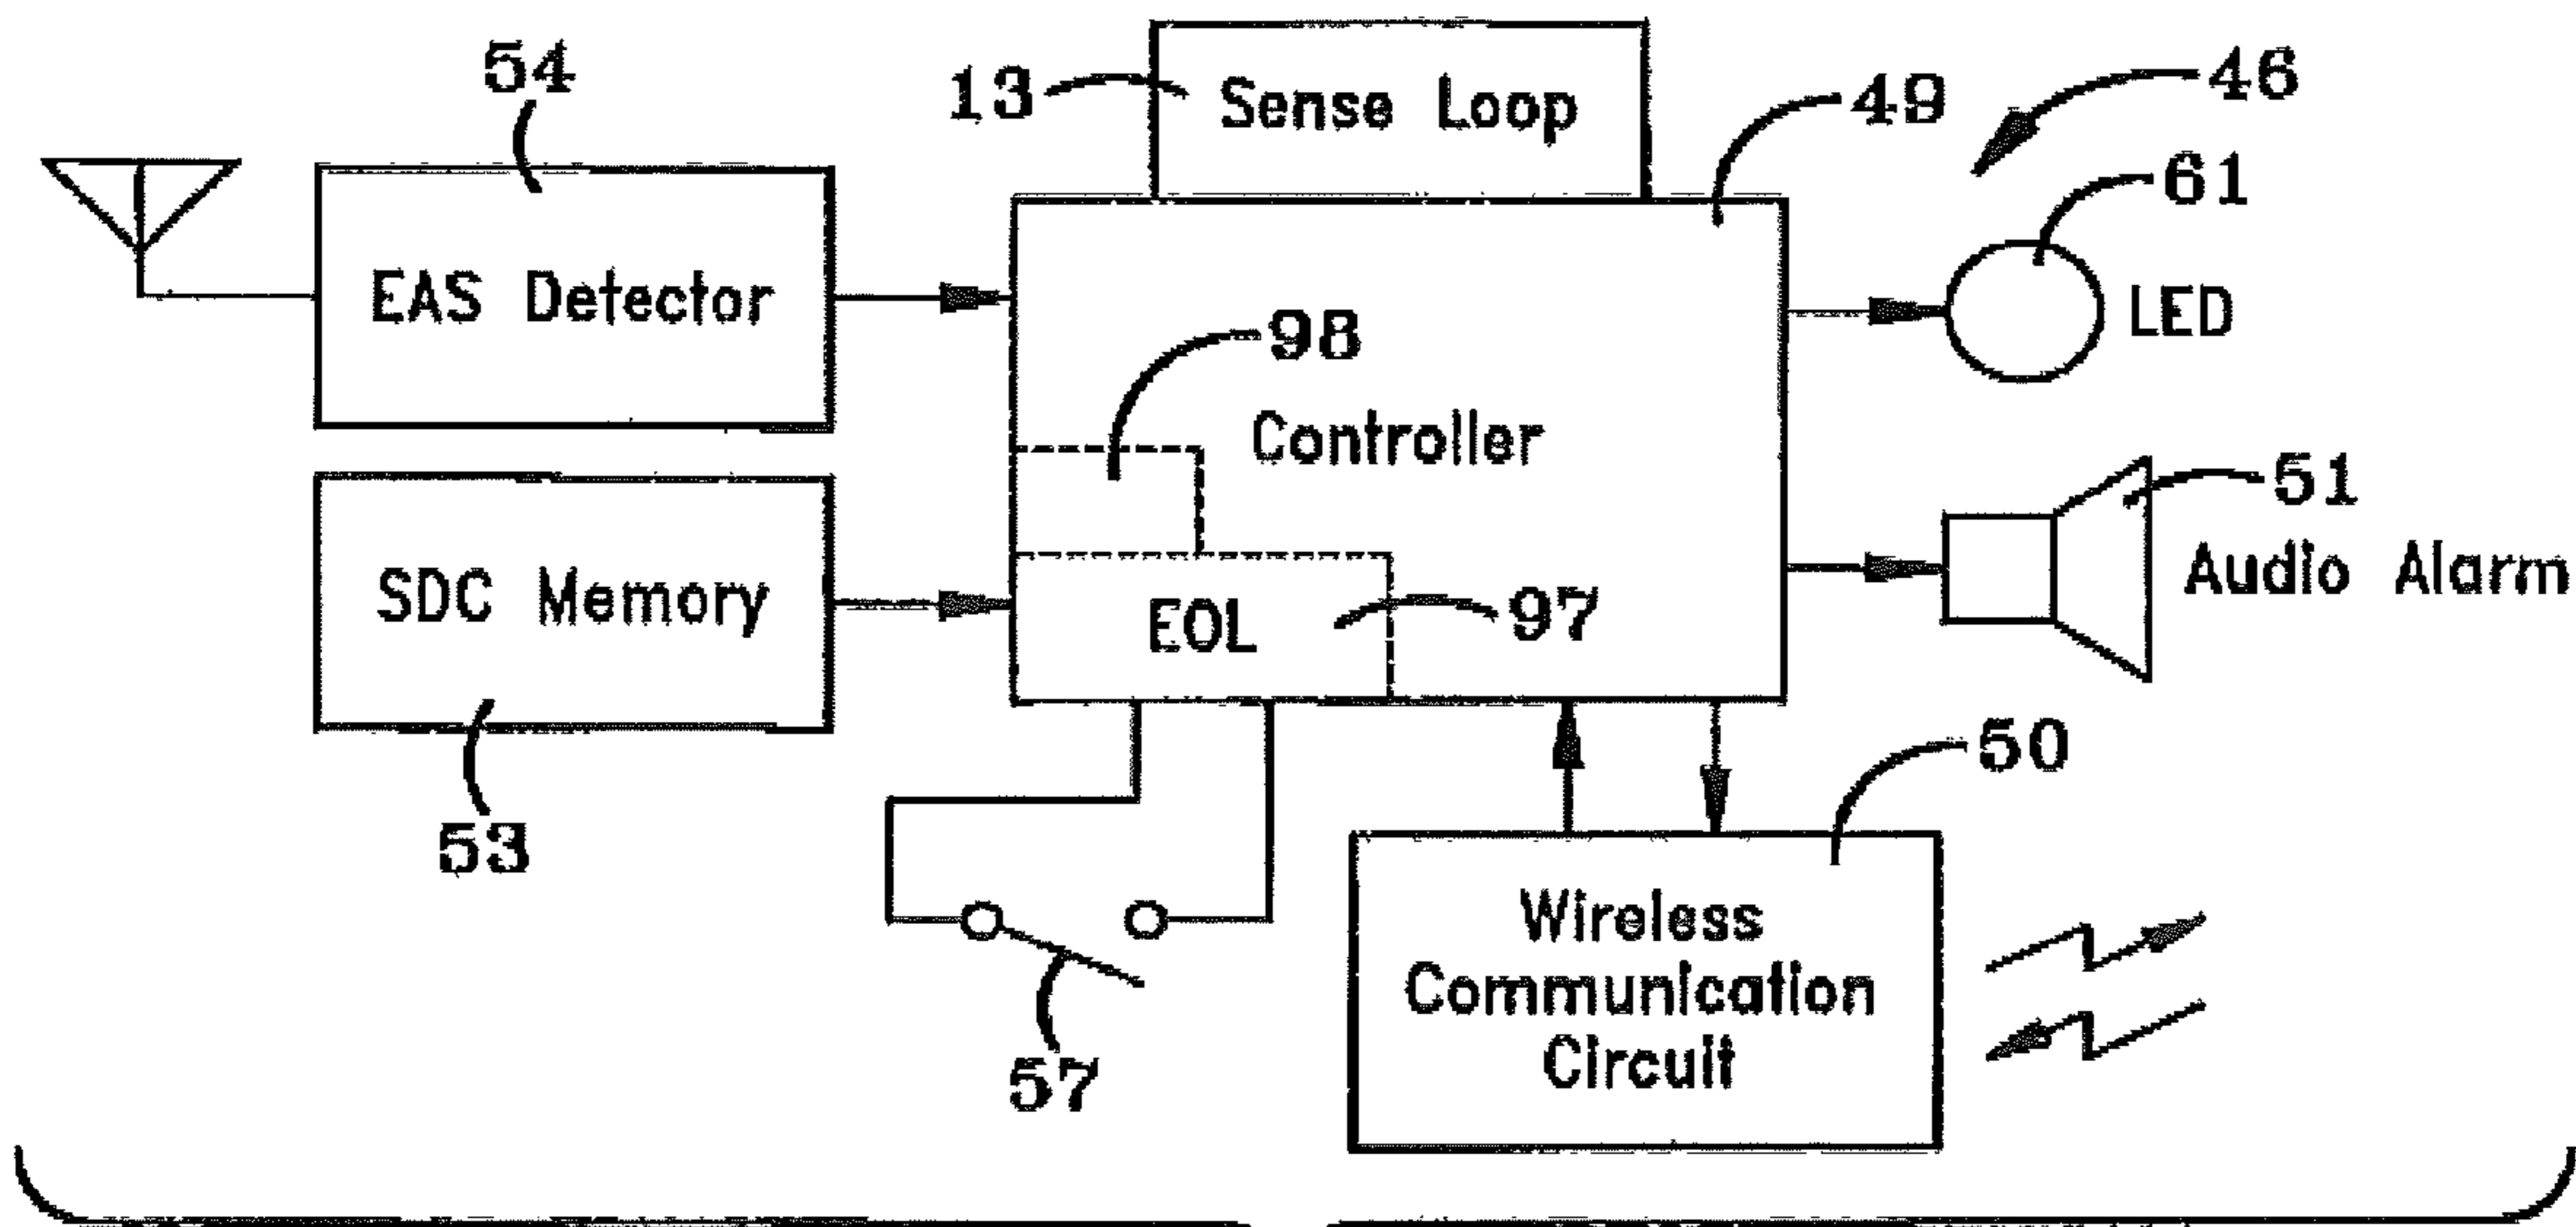 54
13
Sense Loop
49
46
61
EAS Detector
98
LED
Controller
51
Audio Alarm
SDC Memory
EOL
97
53
50
57
Wireless
Communication
Circuit